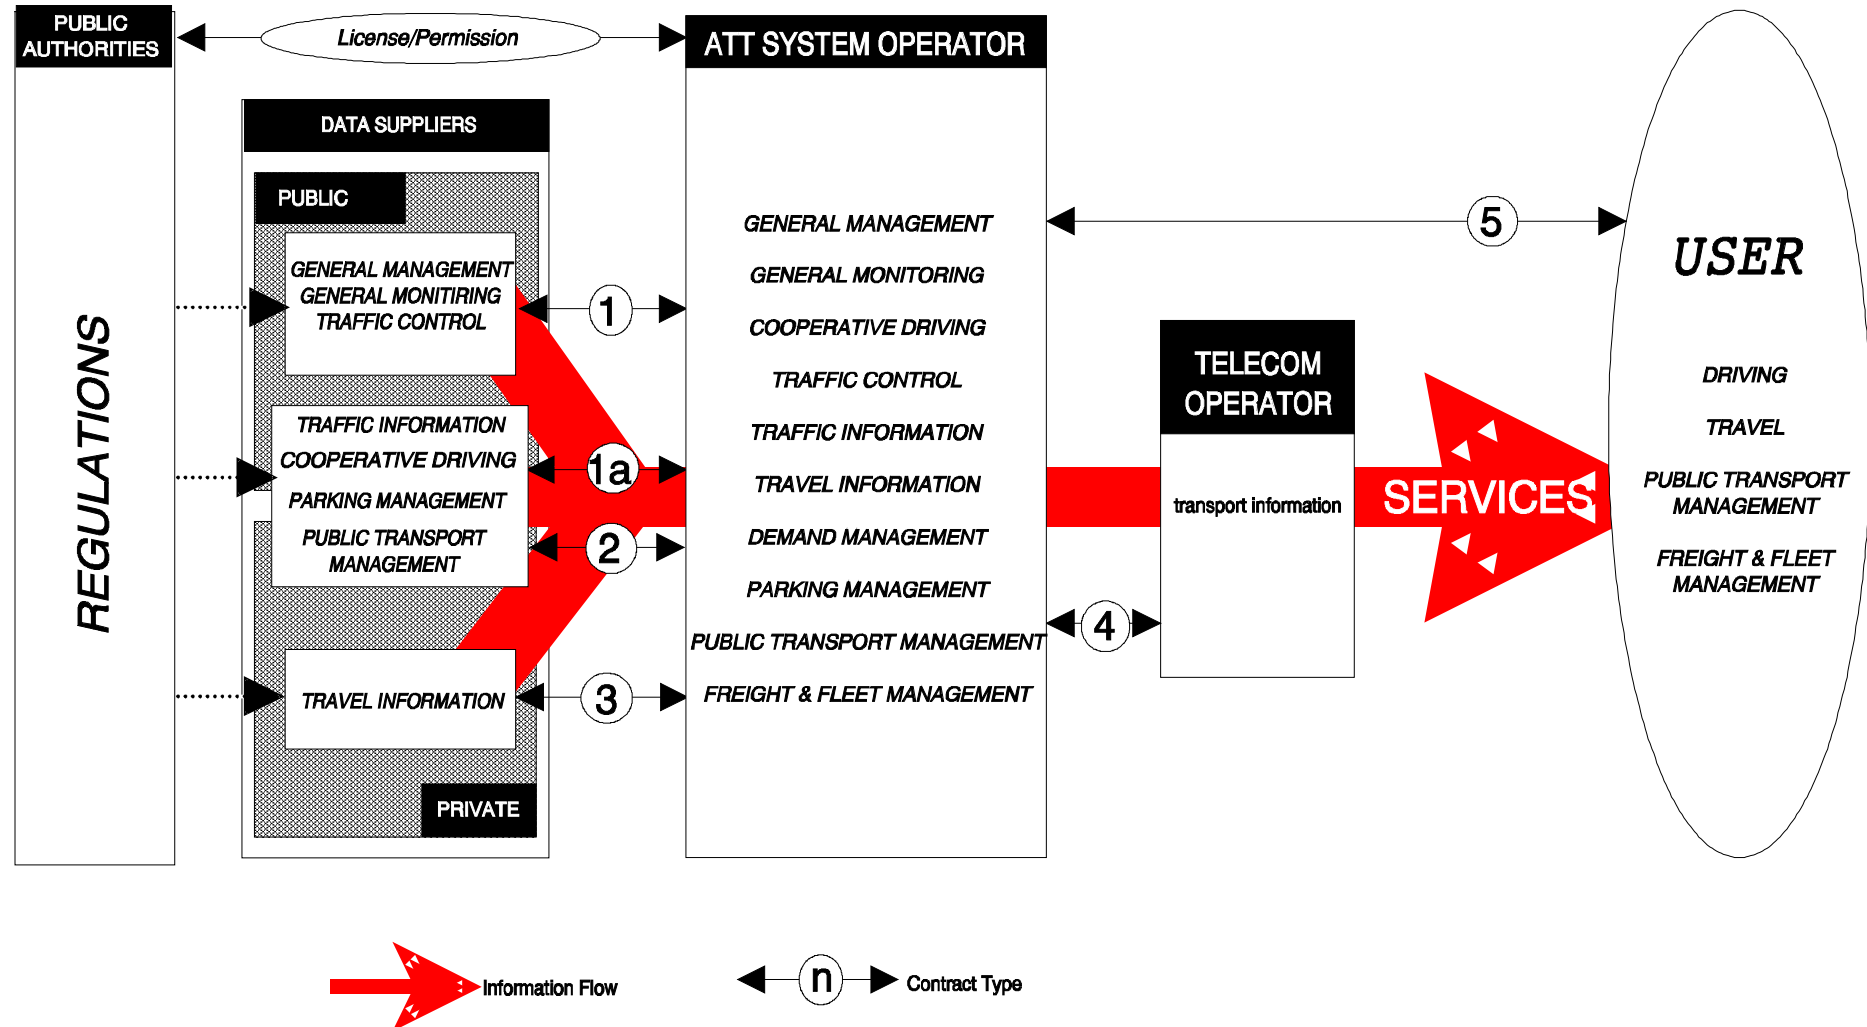 PUBLIC
AUTHORITIES
REGULATIONS
License/Permission
DATA SUPPLIERS
PUBLIC
GENERAL MANAGEMENT
GENERAL MONITIRING
TRAFFIC CONTROL
TRAFFIC INFORMATION
COOPERATIVE DRIVING
PARKING MANAGEMENT
PUBLIC TRANSPORT
MANAGEMENT
TRAVEL INFORMATION
PRIVATE
1
1a
2
3
ATT SYSTEM OPERATOR
GENERAL MANAGEMENT
GENERAL MONITORING
COOPERATIVE DRIVING
TRAFFIC CONTROL
TRAFFIC INFORMATION
TRAVEL INFORMATION
DEMAND MANAGEMENT
PARKING MANAGEMENT
PUBLIC TRANSPORT MANAGEMENT
FREIGHT & FLEET MANAGEMENT
5
4
TELECOM
OPERATOR
transport information
SERVICES
USER
DRIVING
TRAVEL
PUBLIC TRANSPORT
MANAGEMENT
FREIGHT & FLEET
MANAGEMENT
Information Flow
n
Contract Type